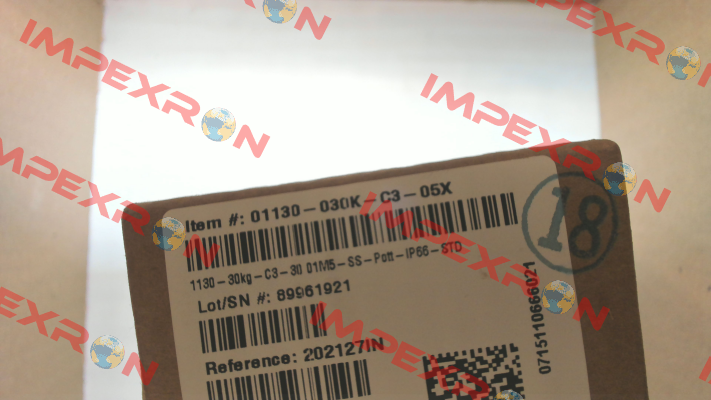 Item #: 01130-030K-C3-05X
1130-30kg-C3-30 01M5-SS-Pott-IP66-STD
Lot/SN #: 89961921
Reference: 202127IN
0715110666021
18
IMPEXRON
IMPEXRON
IMPEXRON
IMPEXRON
IMPEXRON
IMPEXRON
IMPEXRON